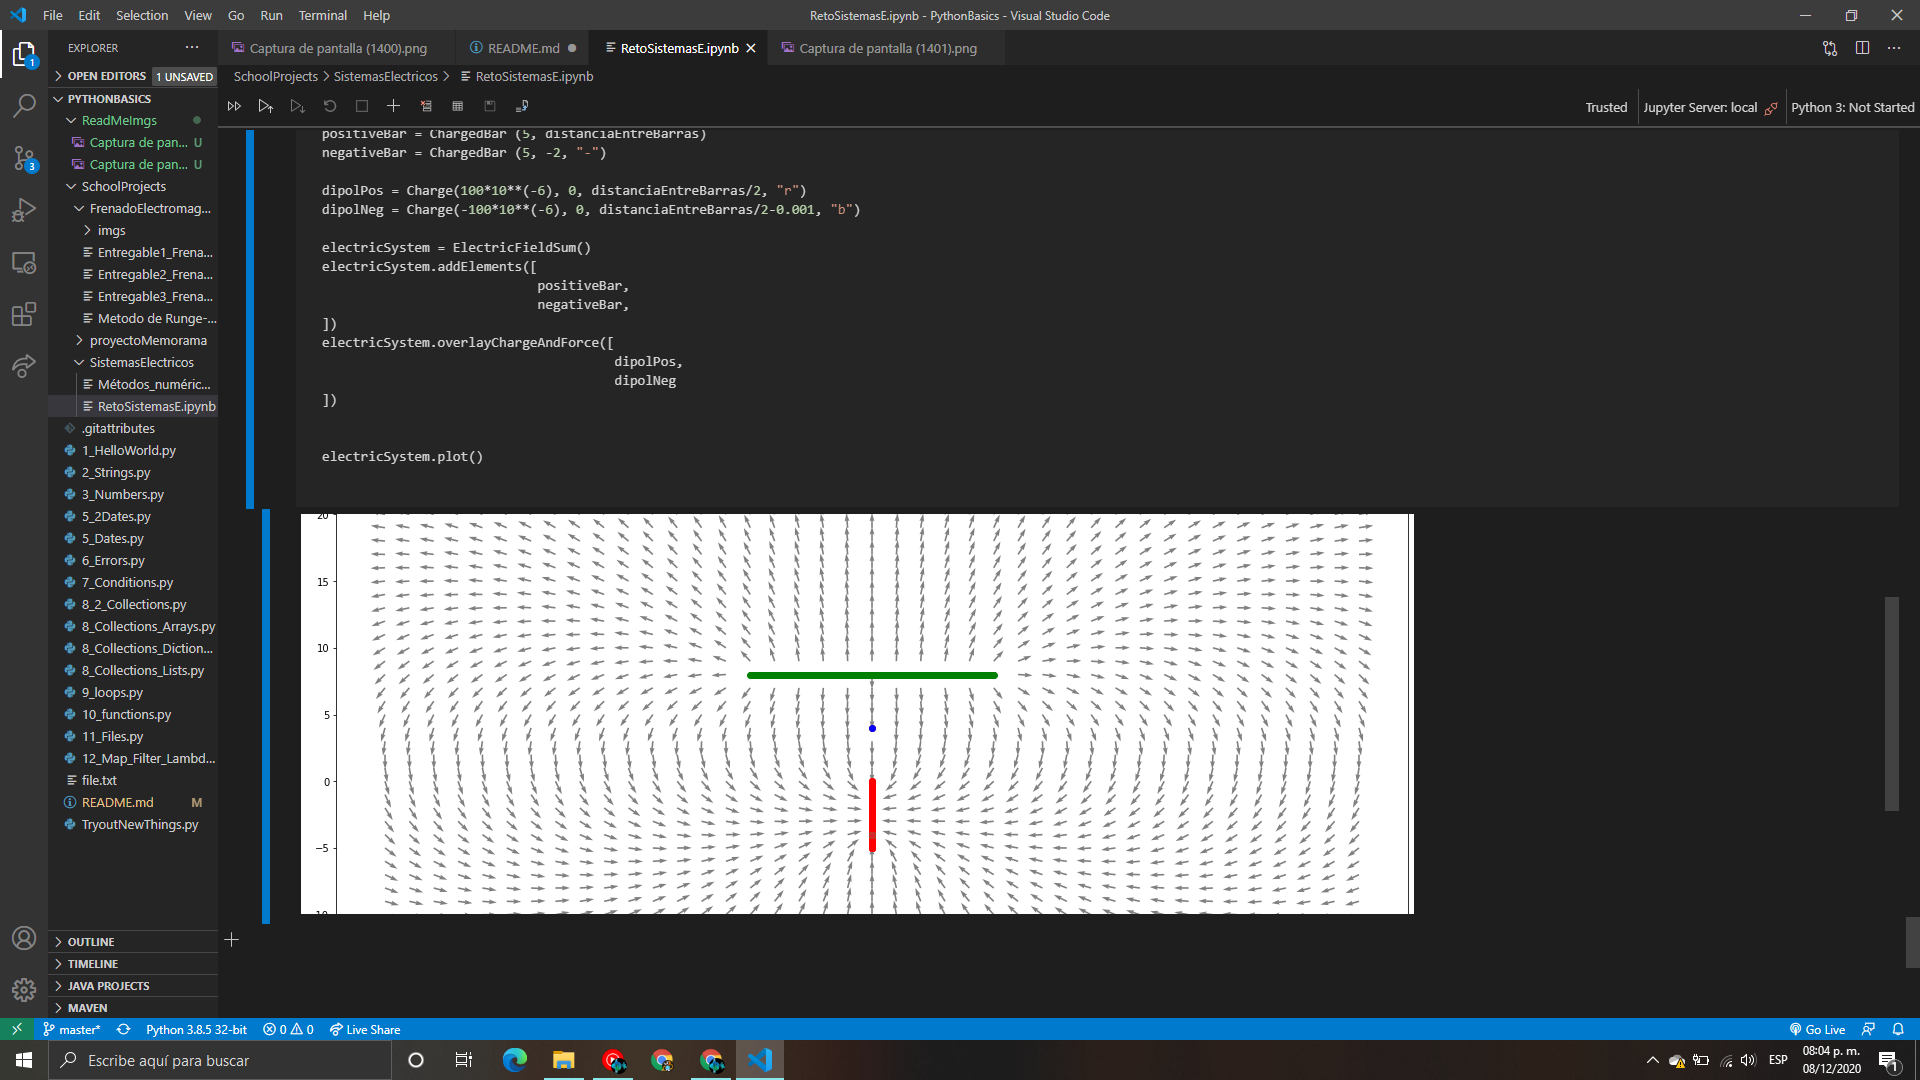 File Edit Selection View Go Run Terminal Help
RetoSistemasE.ipynb - PythonBasics - Visual Studio Code
EXPLORER ···
Captura de pantalla (1400).png README.md RetoSistemasE.ipynb Captura de pantalla (1401).png
OPEN EDITORS 1 UNSAVED
SchoolProjects > SistemasElectricos > RetoSistemasE.ipynb
Trusted Jupyter Server: local Python 3: Not Started
PYTHONBASICS
ReadMeImgs
Captura de pan... U
Captura de pan... U
SchoolProjects
FrenadoElectromag...
imgs
Entregable1_Frena...
Entregable2_Frena...
Entregable3_Frena...
Metodo de Runge-...
proyectoMemorama
SistemasElectricos
Métodos_numéric...
RetoSistemasE.ipynb
.gitattributes
1_HelloWorld.py
2_Strings.py
3_Numbers.py
5_2Dates.py
5_Dates.py
6_Errors.py
7_Conditions.py
8_2_Collections.py
8_Collections_Arrays.py
8_Collections_Diction...
8_Collections_Lists.py
9_loops.py
10_functions.py
11_Files.py
12_Map_Filter_Lambd...
file.txt
README.md M
TryoutNewThings.py
OUTLINE
TIMELINE
JAVA PROJECTS
MAVEN
1
3
positiveBar = ChargedBar (5, distanciaEntreBarras)
negativeBar = ChargedBar (5, -2, "-")
dipolPos = Charge(100*10**(-6), 0, distanciaEntreBarras/2, "r")
dipolNeg = Charge(-100*10**(-6), 0, distanciaEntreBarras/2-0.001, "b")
electricSystem = ElectricFieldSum()
electricSystem.addElements([
positiveBar,
negativeBar,
])
electricSystem.overlayChargeAndForce([
dipolPos,
dipolNeg
])
electricSystem.plot()
20
15
10
5
0
−5
−10
master* Python 3.8.5 32-bit 0 0 Live Share Go Live
Escribe aquí para buscar
ESP
08:04 p. m.
08/12/2020
1